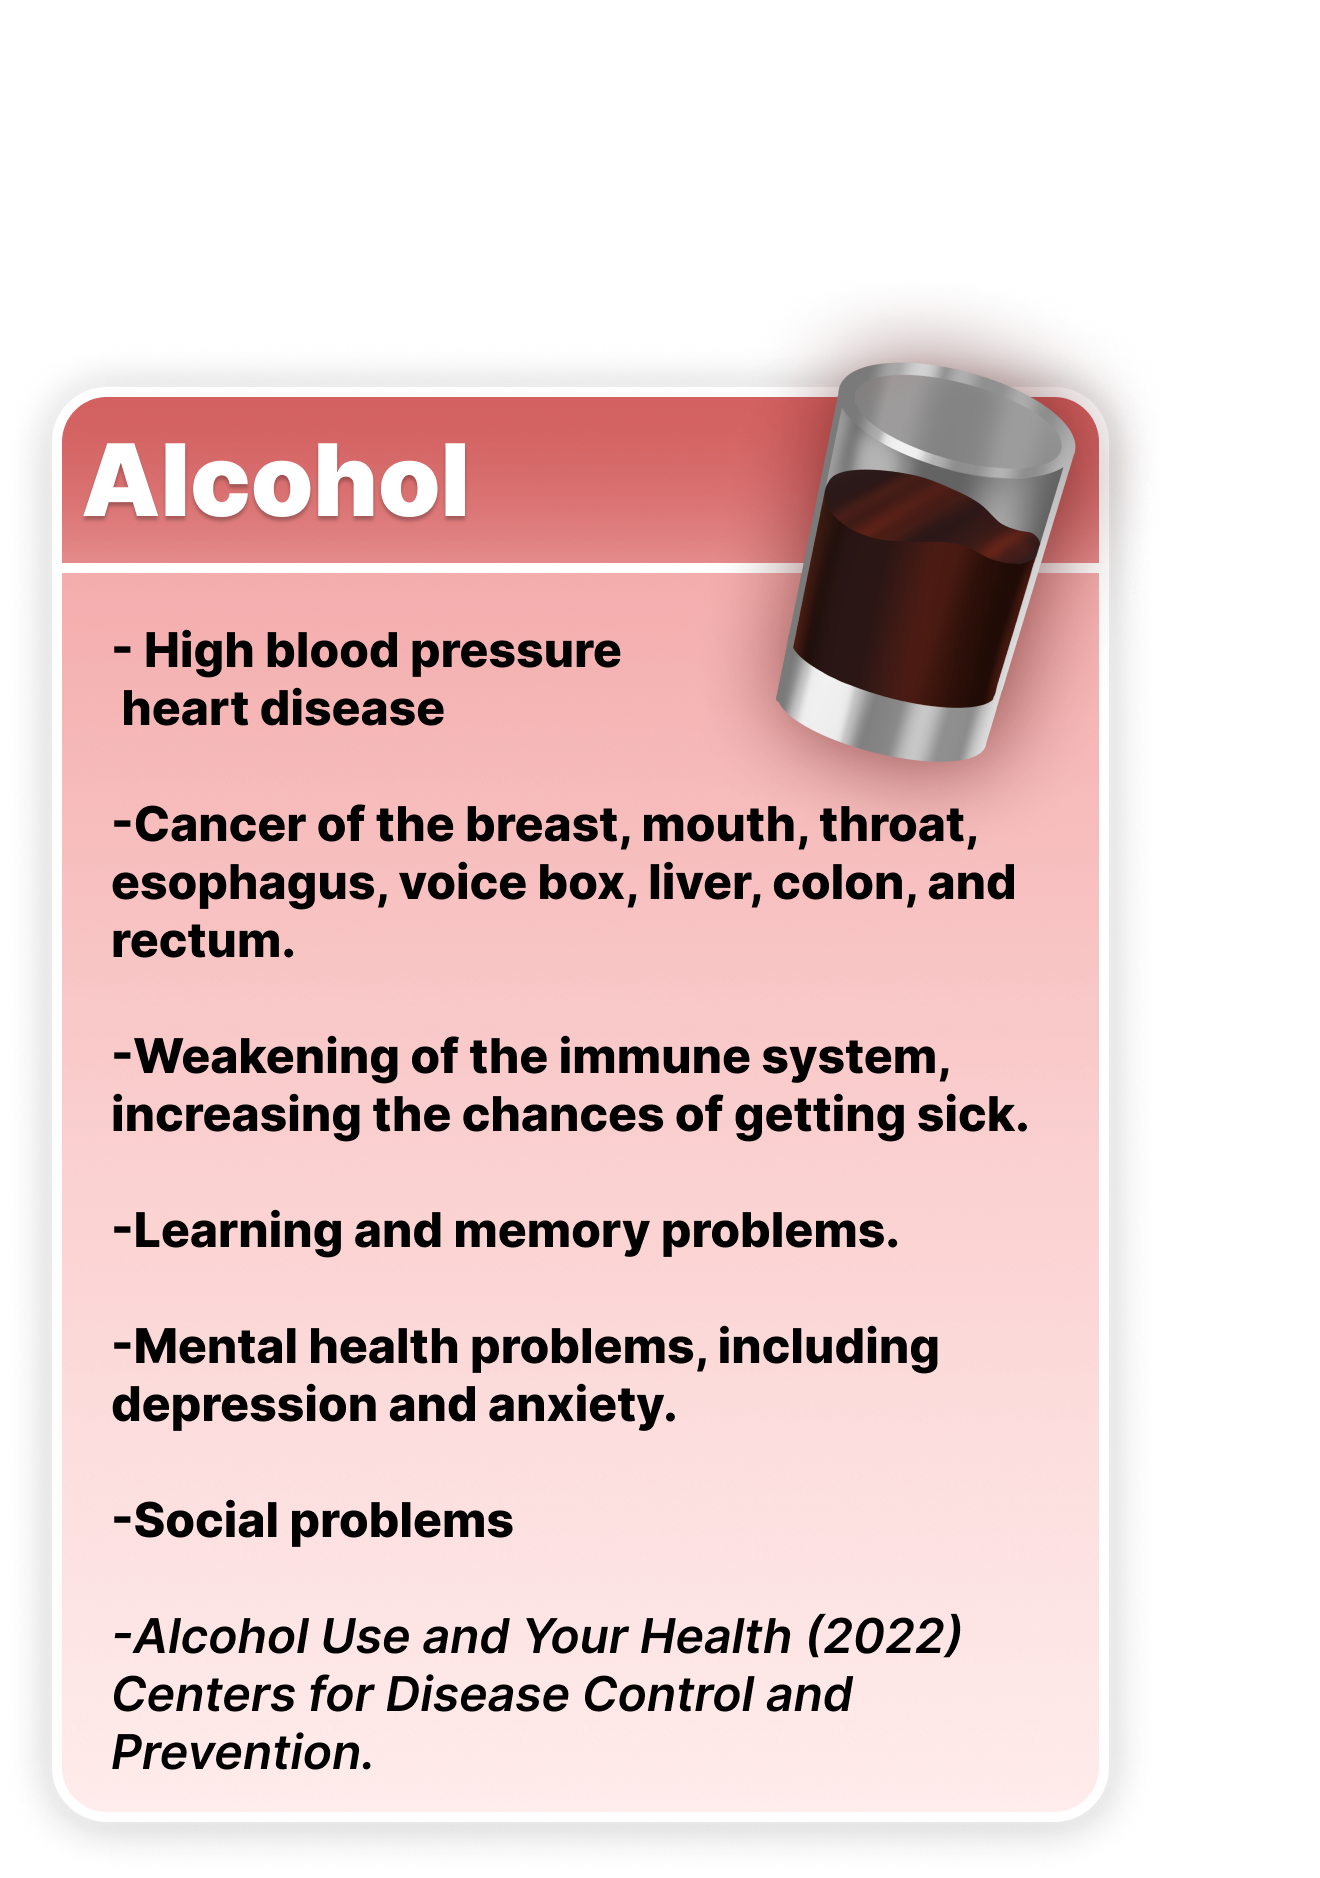 Alcohol
- High blood pressure
heart disease
-Cancer of the breast, mouth, throat,
esophagus, voice box, liver, colon, and
rectum.
-Weakening of the immune system,
increasing the chances of getting sick.
-Learning and memory problems.
-Mental health problems, including
depression and anxiety.
-Social problems
-Alcohol Use and Your Health (2022)
Centers for Disease Control and
Prevention.